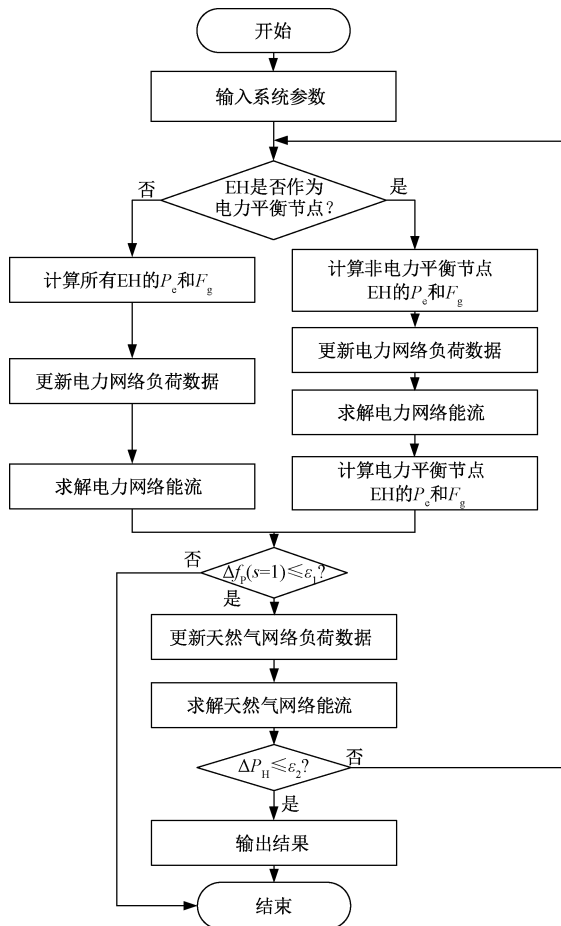 开始
输入系统参数
EH是否作为
电力平衡节点？
否
是
计算所有EH的Pe和Fg
更新电力网络负荷数据
求解电力网络能流
计算非电力平衡节点
EH的Pe和Fg
更新电力网络负荷数据
求解电力网络能流
计算电力平衡节点
EH的Pe和Fg
Δfp(s=1)≤ε1?
否
是
更新天然气网络负荷数据
求解天然气网络能流
ΔPH≤ε2?
否
是
输出结果
结束